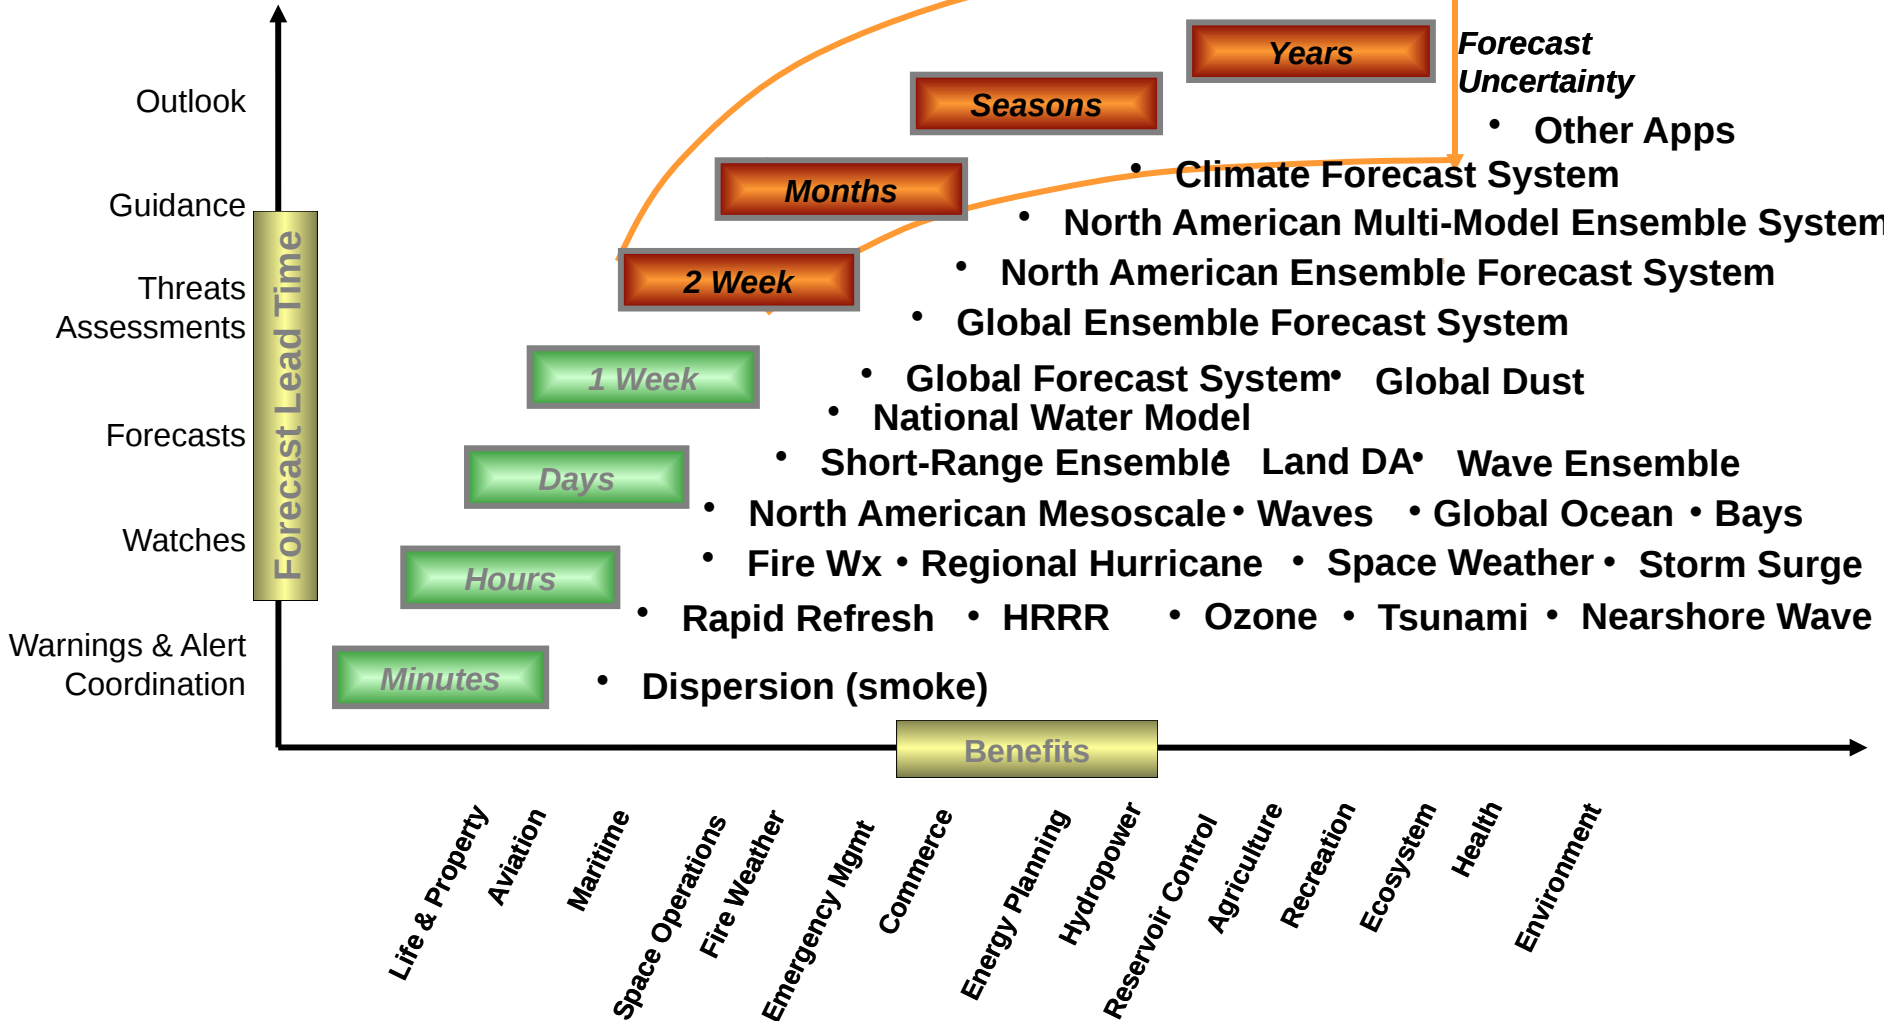 Years
Forecast
Uncertainty
Outlook
Seasons
• Other Apps
Months
• Climate Forecast System
Guidance
• North American Multi-Model Ensemble System
Forecast Lead Time
2 Week
• North American Ensemble Forecast System
Threats
Assessments
• Global Ensemble Forecast System
1 Week
• Global Forecast System • Global Dust
• National Water Model
Forecasts
Days
• Short-Range Ensemble • Land DA • Wave Ensemble
• North American Mesoscale • Waves • Global Ocean • Bays
Watches
Hours
• Fire Wx • Regional Hurricane • Space Weather • Storm Surge
• Rapid Refresh • HRRR • Ozone • Tsunami • Nearshore Wave
Warnings & Alert
Coordination
Minutes
• Dispersion (smoke)
Benefits
Life & Property
Aviation
Maritime
Space Operations
Fire Weather
Emergency Mgmt
Commerce
Energy Planning
Hydropower
Reservoir Control
Agriculture
Recreation
Ecosystem
Health
Environment